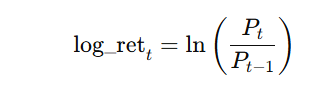 log_ret_t = ln(P_t / P_{t−1})